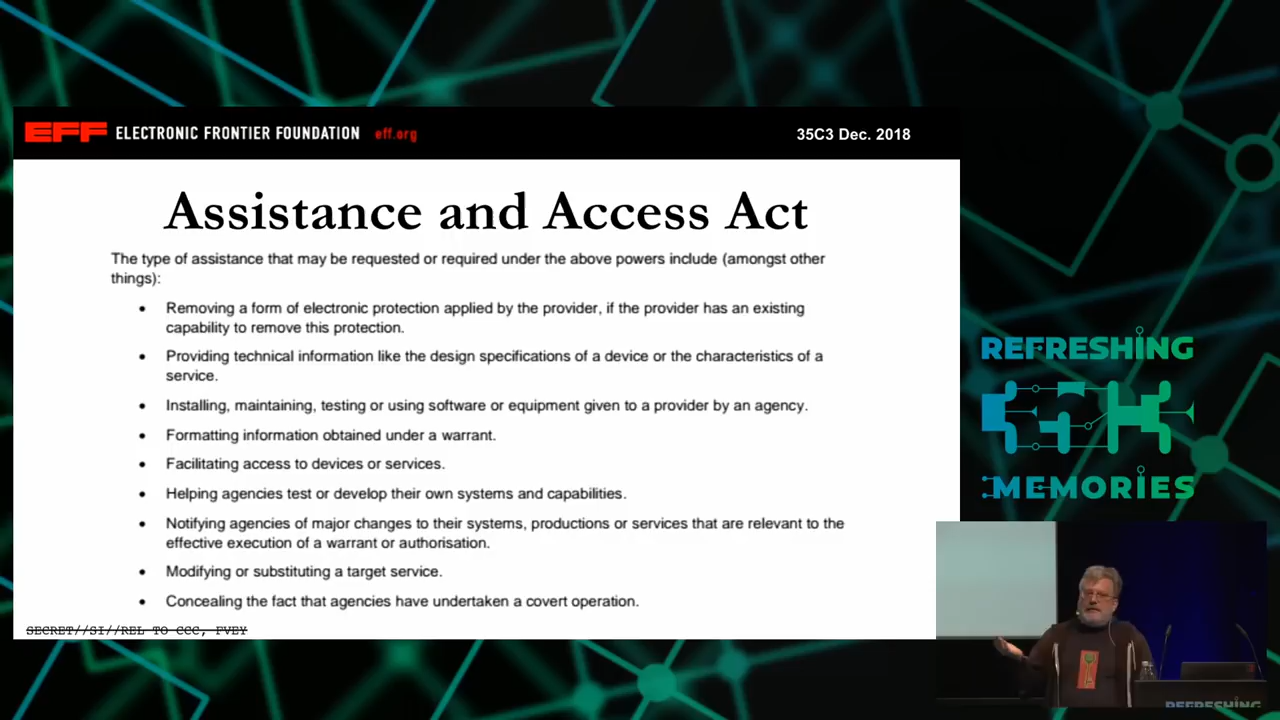 EFF ELECTRONIC FRONTIER FOUNDATION eff.org
35C3 Dec. 2018
Assistance and Access Act
The type of assistance that may be requested or required under the above powers include (amongst other
things):
• Removing a form of electronic protection applied by the provider, if the provider has an existing
capability to remove this protection.
• Providing technical information like the design specifications of a device or the characteristics of a
service.
• Installing, maintaining, testing or using software or equipment given to a provider by an agency.
• Formatting information obtained under a warrant.
• Facilitating access to devices or services.
• Helping agencies test or develop their own systems and capabilities.
• Notifying agencies of major changes to their systems, productions or services that are relevant to the
effective execution of a warrant or authorisation.
• Modifying or substituting a target service.
• Concealing the fact that agencies have undertaken a covert operation.
SECRET//SI//REL TO CCC, FVEY
REFRESHING
35C3
MEMORIES
REFRESHING